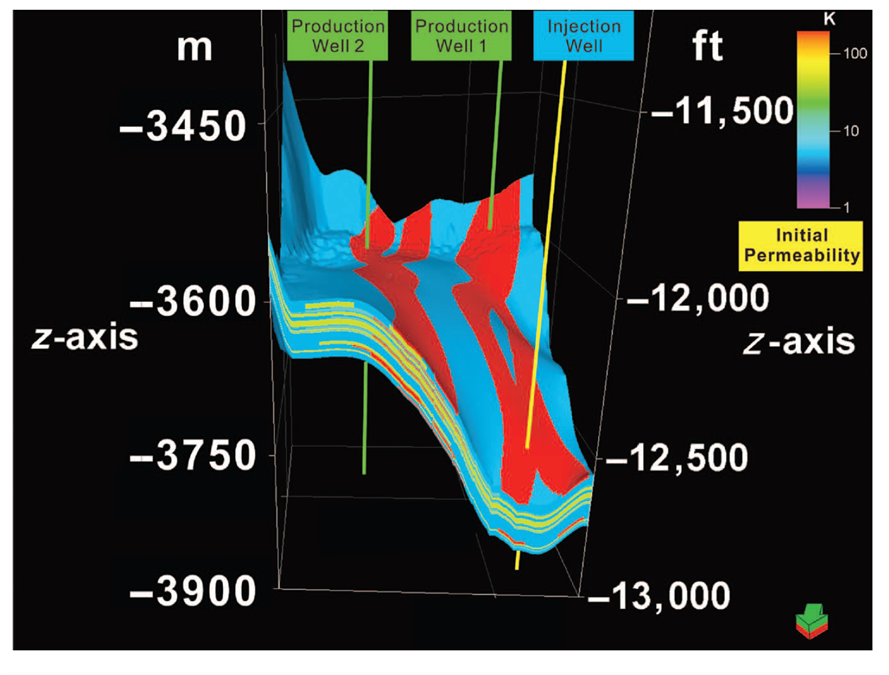 Production
Well 2
Production
Well 1
Injection
Well
m
ft
K
100
10
1
Initial
Permeability
–3450
–3600
z-axis
–3750
–3900
–11,500
–12,000
z-axis
–12,500
–13,000